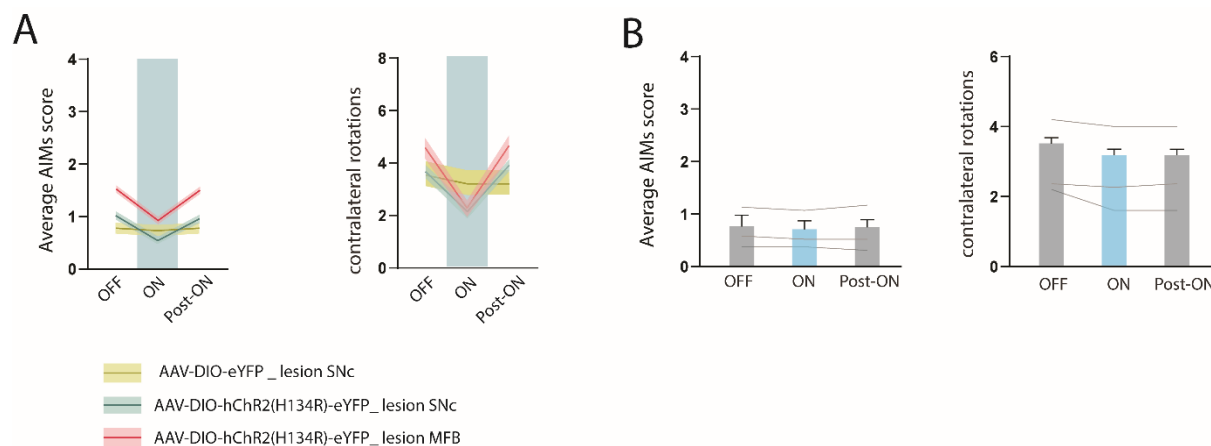 A
B
Average AIMs score
4
3
2
1
0
OFF
ON
Post-ON
contralateral rotations
8
6
4
2
0
OFF
ON
Post-ON
Average AIMs score
4
3
2
1
0
OFF
ON
Post-ON
contralateral rotations
6
4
2
0
OFF
ON
Post-ON
AAV-DIO-eYFP_ lesion SNc
AAV-DIO-hChR2(H134R)-eYFP_ lesion SNc
AAV-DIO-hChR2(H134R)-eYFP_ lesion MFB